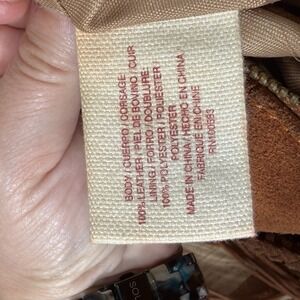 BODY / CUERPO / CORSAGE
100% LEATHER / PIEL DE BOVINO / CUIR
LINING / FORRO / DOUBLURE
100% POLYESTER / POLIESTER
POLYESTER
MADE IN CHINA / HECHO EN CHINA
FABRIQUE EN CHINE